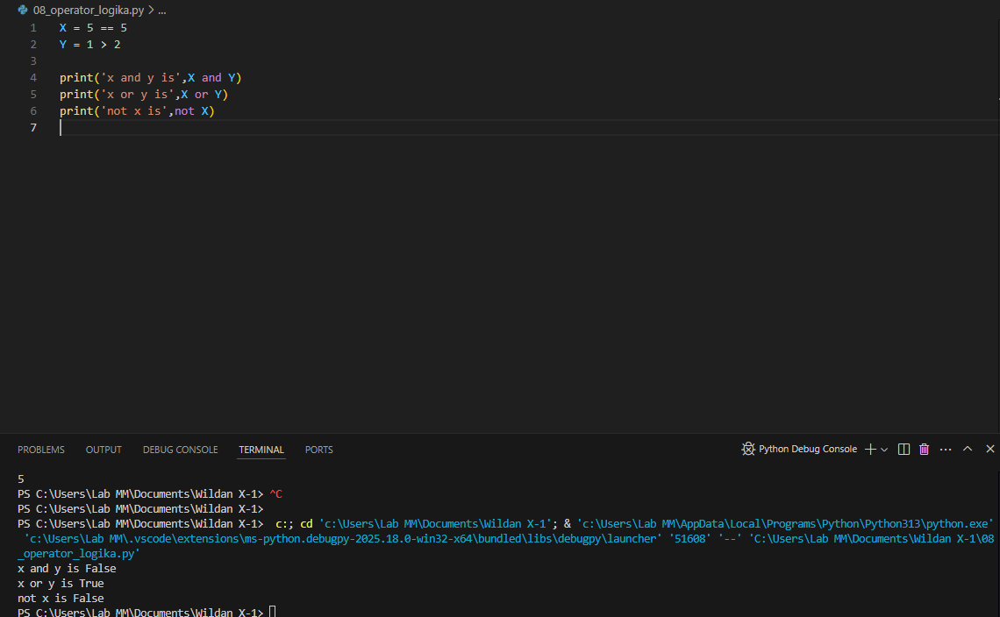 08_operator_logika.py > ...
1 X = 5 == 5
2 Y = 1 > 2
3
4 print('x and y is',X and Y)
5 print('x or y is',X or Y)
6 print('not x is',not X)
7
PROBLEMS OUTPUT DEBUG CONSOLE TERMINAL PORTS Python Debug Console
5
PS C:\Users\Lab MM\Documents\Wildan X-1> ^C
PS C:\Users\Lab MM\Documents\Wildan X-1>
PS C:\Users\Lab MM\Documents\Wildan X-1>  c:; cd 'c:\Users\Lab MM\Documents\Wildan X-1'; & 'c:\Users\Lab MM\AppData\Local\Programs\Python\Python313\python.exe'
'c:\Users\Lab MM\.vscode\extensions\ms-python.debugpy-2025.18.0-win32-x64\bundled\libs\debugpy\launcher' '51608' '--' 'C:\Users\Lab MM\Documents\Wildan X-1\08
_operator_logika.py'
x and y is False
x or y is True
not x is False
PS C:\Users\Lab MM\Documents\Wildan X-1>